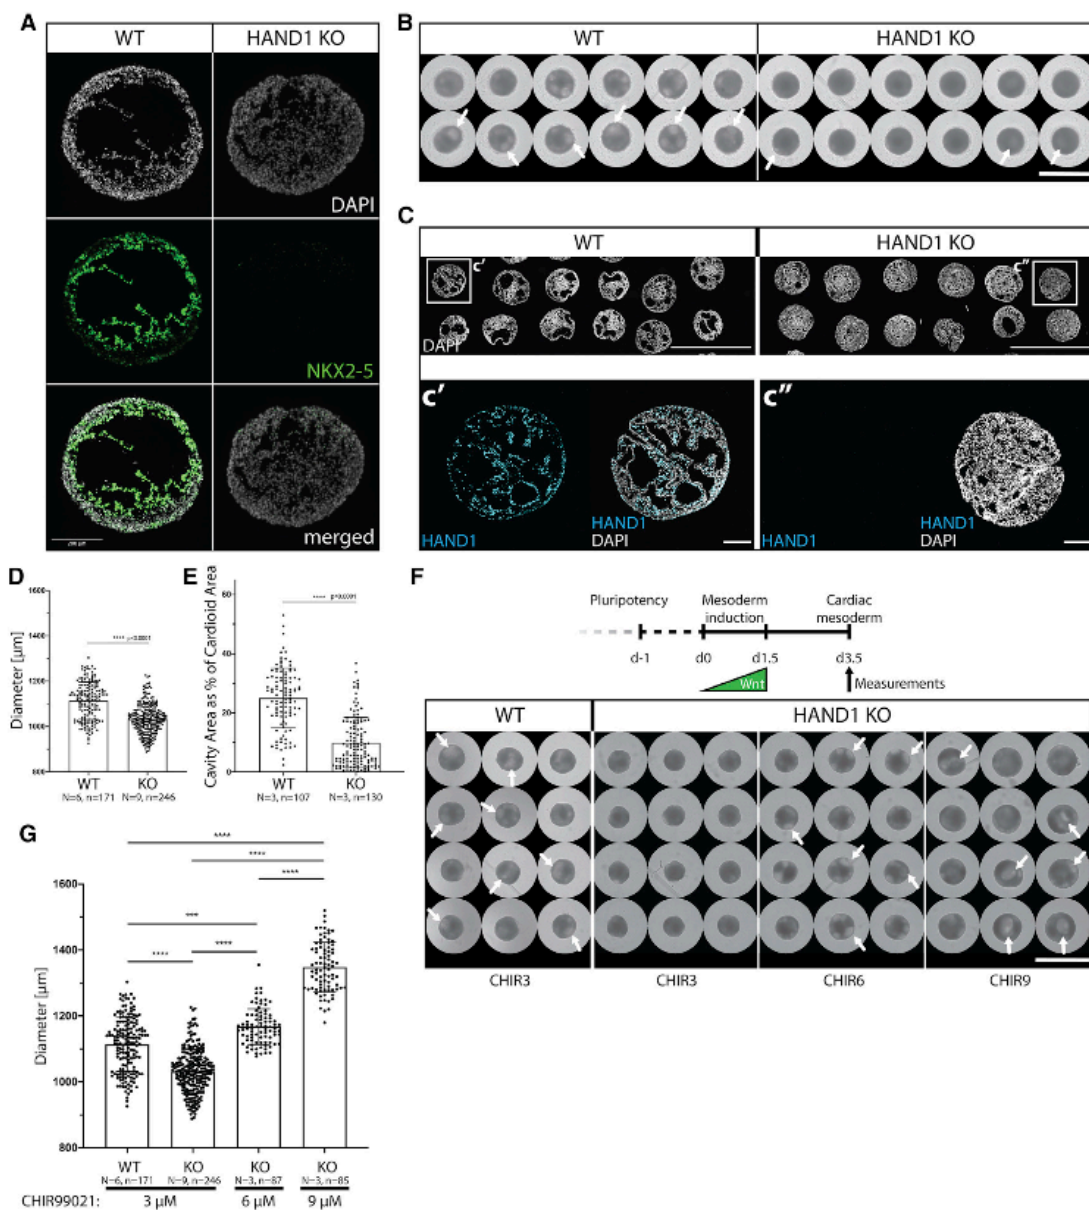 A
WT
HAND1 KO
DAPI
NKX2-5
merged
B
WT
HAND1 KO
C
WT
HAND1 KO
c'
c"
DAPI
c'
c"
HAND1
HAND1
DAPI
HAND1
HAND1
DAPI
D
Diameter [µm]
1600
1400
1200
1000
800
**** p<0.0001
WT
KO
N=6, n=171
N=9, n=246
E
Cavity Area as % of Cardioid Area
60
40
20
0
**** p<0.0001
WT
KO
N=3, n=107
N=3, n=130
F
Pluripotency
Mesoderm
induction
Cardiac
mesoderm
d-1
d0
d1.5
d3.5
Wnt
Measurements
WT
HAND1 KO
CHIR3
CHIR3
CHIR6
CHIR9
G
Diameter [µm]
1600
1400
1200
1000
800
****
****
****
***
****
****
WT
KO
KO
KO
N=6, n=171
N=9, n=246
N=3, n=87
N=3, n=85
CHIR99021:
3 µM
6 µM
9 µM